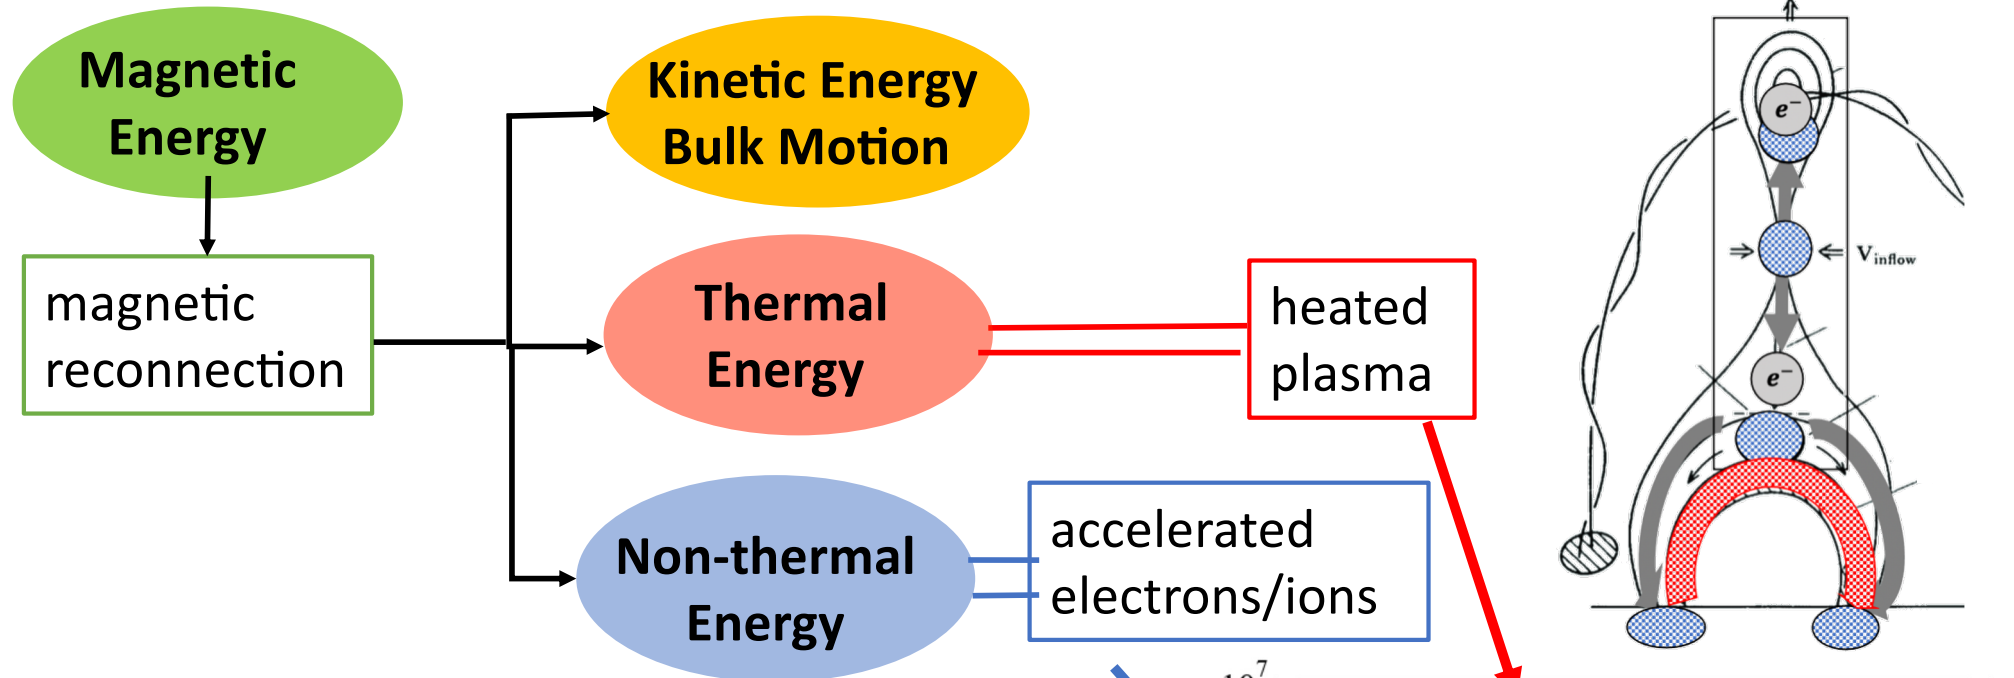 Magnetic
Energy
magnetic
reconnection
Kinetic Energy
Bulk Motion
Thermal
Energy
heated
plasma
Non-thermal
Energy
accelerated
electrons/ions
e⁻
Vinflow
e⁻